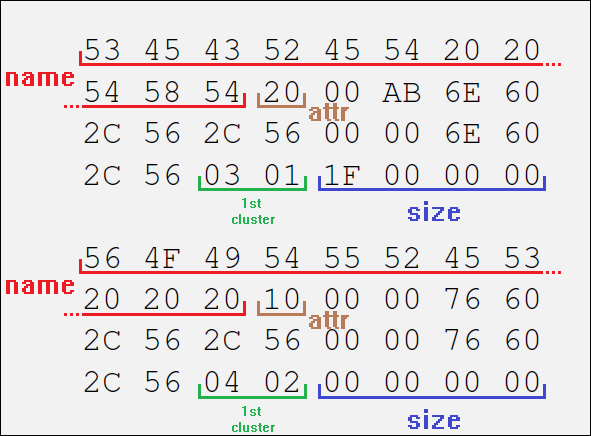 53 45 43 52 45 54 20 20
name
54 58 54 20 00 AB 6E 60
attr
2C 56 2C 56 00 00 6E 60
2C 56 03 01 1F 00 00 00
1st
cluster
size
56 4F 49 54 55 52 45 53
name
20 20 20 10 00 00 76 60
attr
2C 56 2C 56 00 00 76 60
2C 56 04 02 00 00 00 00
1st
cluster
size